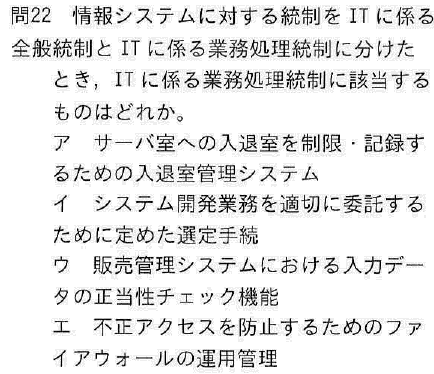 問22 情報システムに対する統制を IT に係る
全般統制と IT に係る業務処理統制に分けた
とき，IT に係る業務処理統制に該当する
ものはどれか。
ア サーバ室への入退室を制限・記録す
るための入退室管理システム
イ システム開発業務を適切に委託する
ために定めた選定手続
ウ 販売管理システムにおける入力デー
タの正当性チェック機能
エ 不正アクセスを防止するためのファ
イアウォールの運用管理